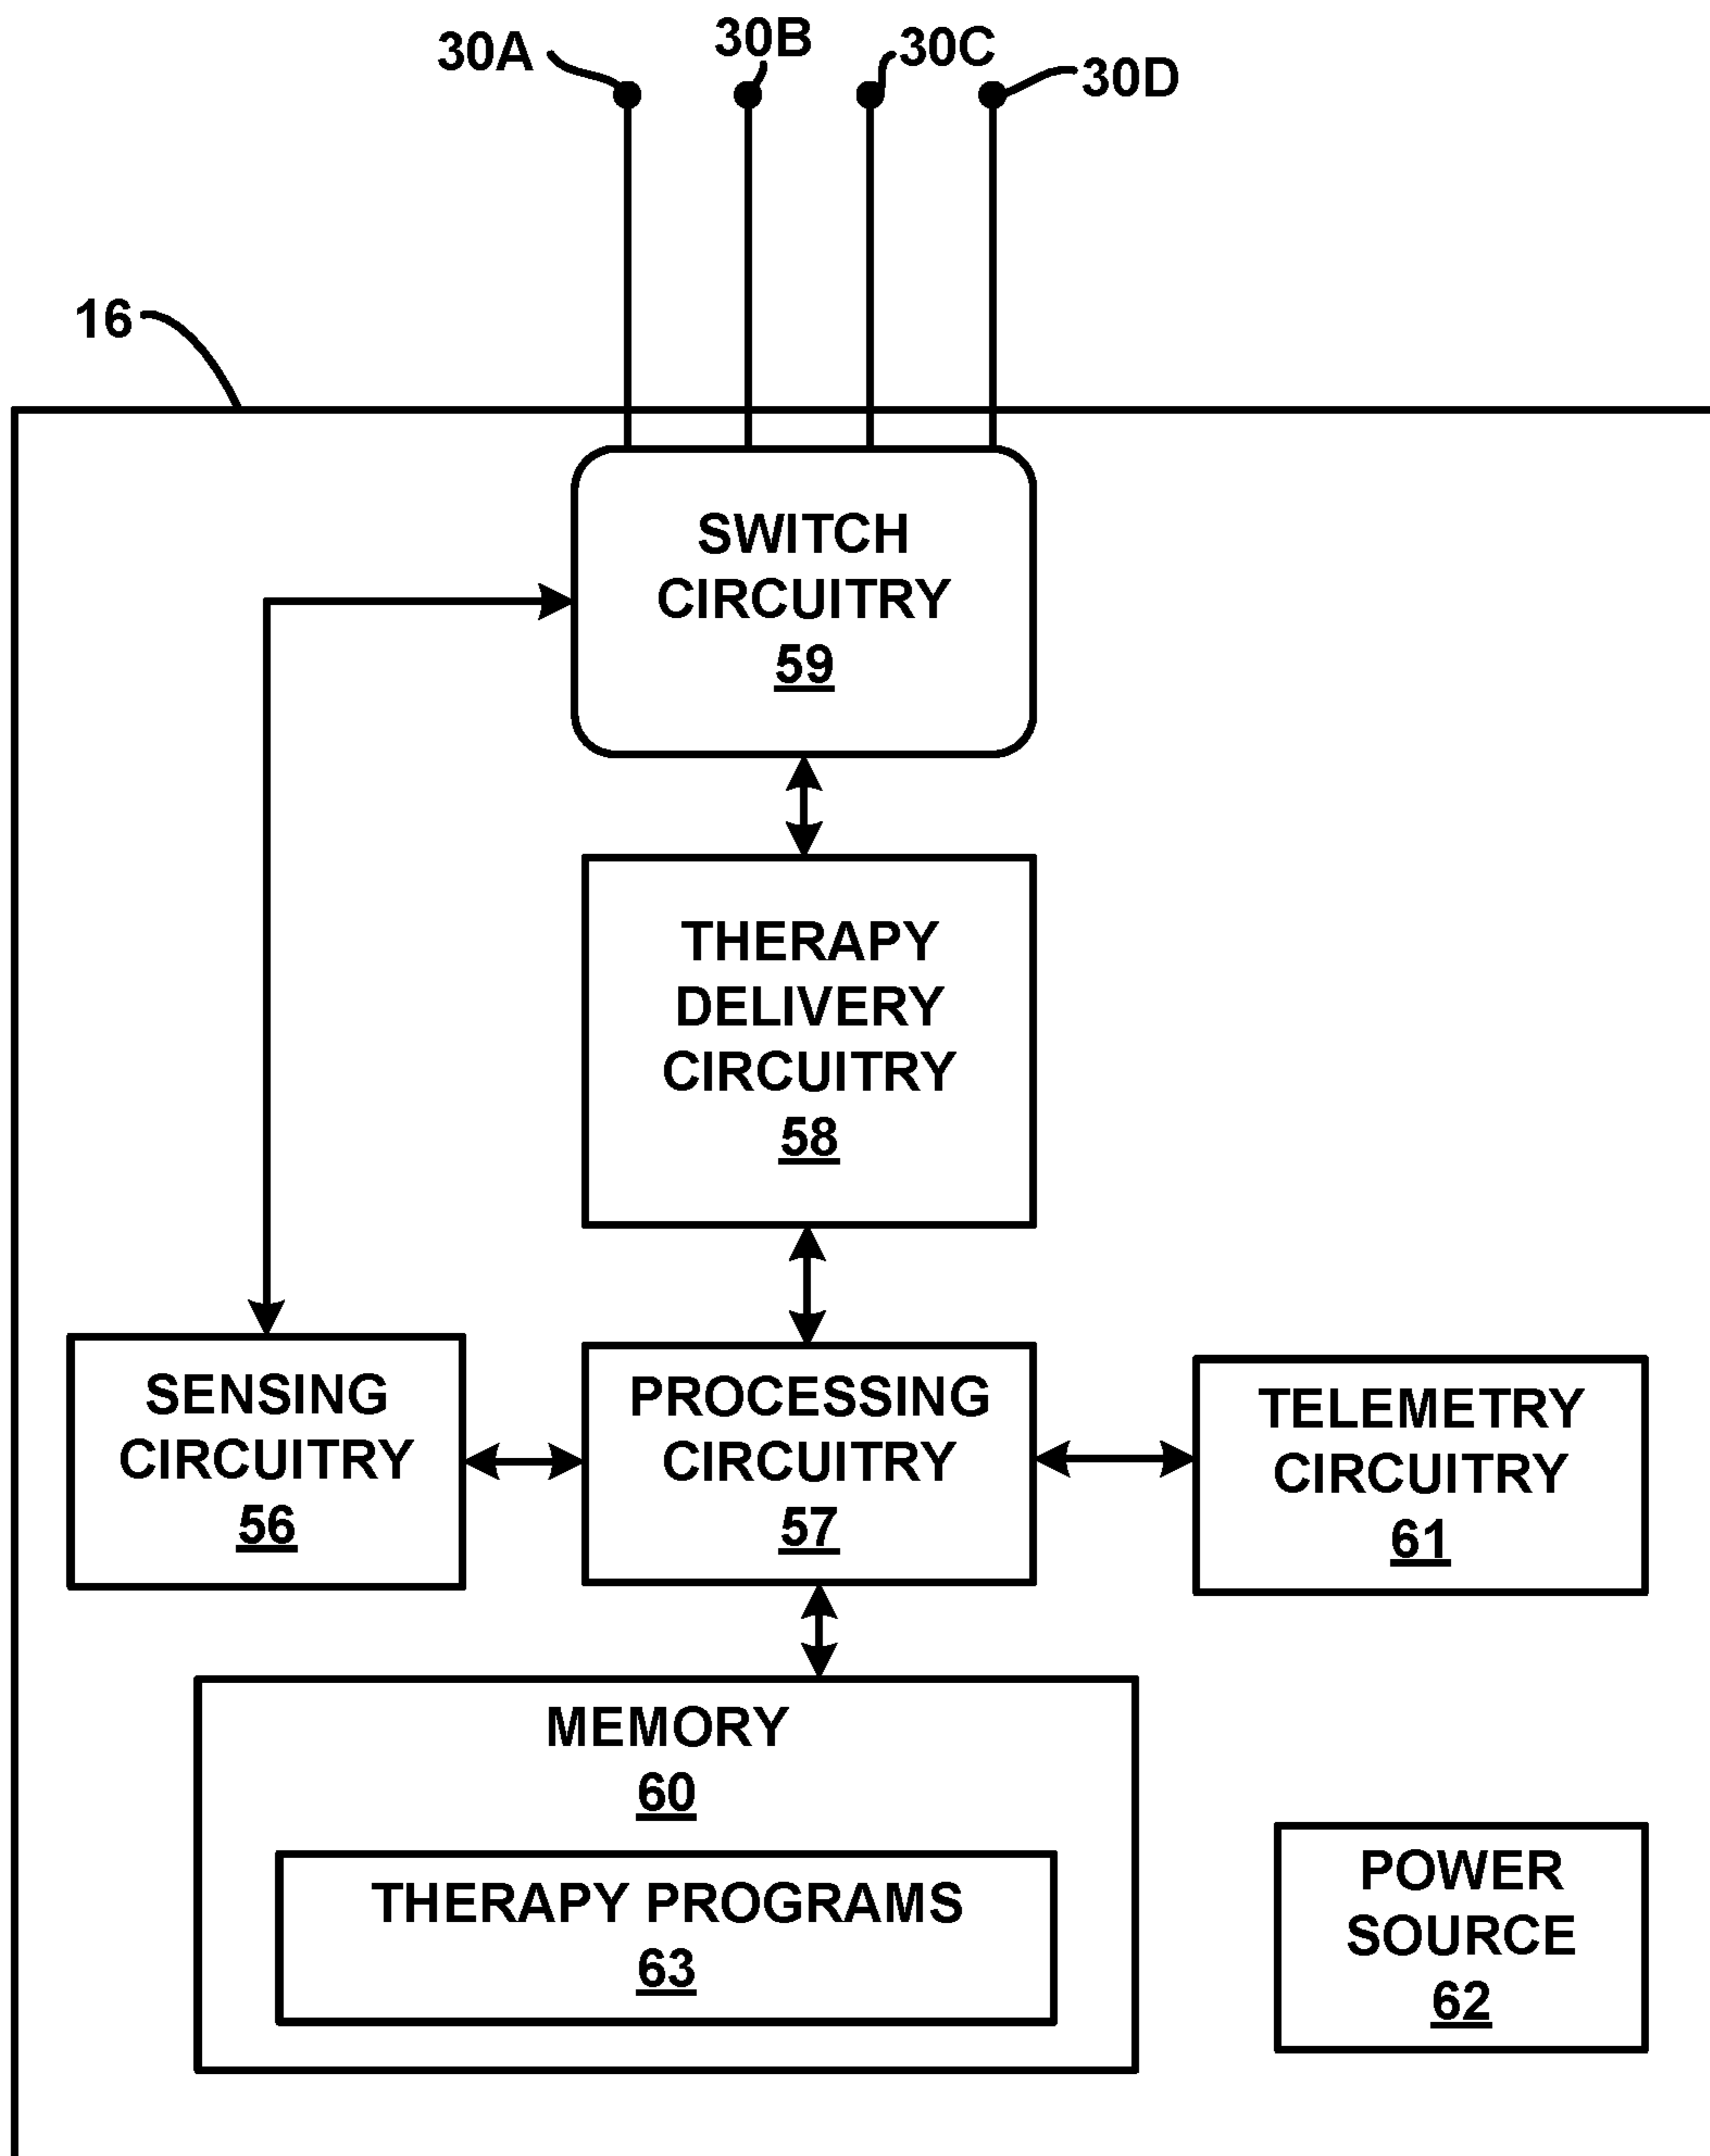 30A
30B
30C
30D
16
SWITCH
CIRCUITRY
59
THERAPY
DELIVERY
CIRCUITRY
58
SENSING
CIRCUITRY
56
PROCESSING
CIRCUITRY
57
TELEMETRY
CIRCUITRY
61
MEMORY
60
THERAPY PROGRAMS
63
POWER
SOURCE
62